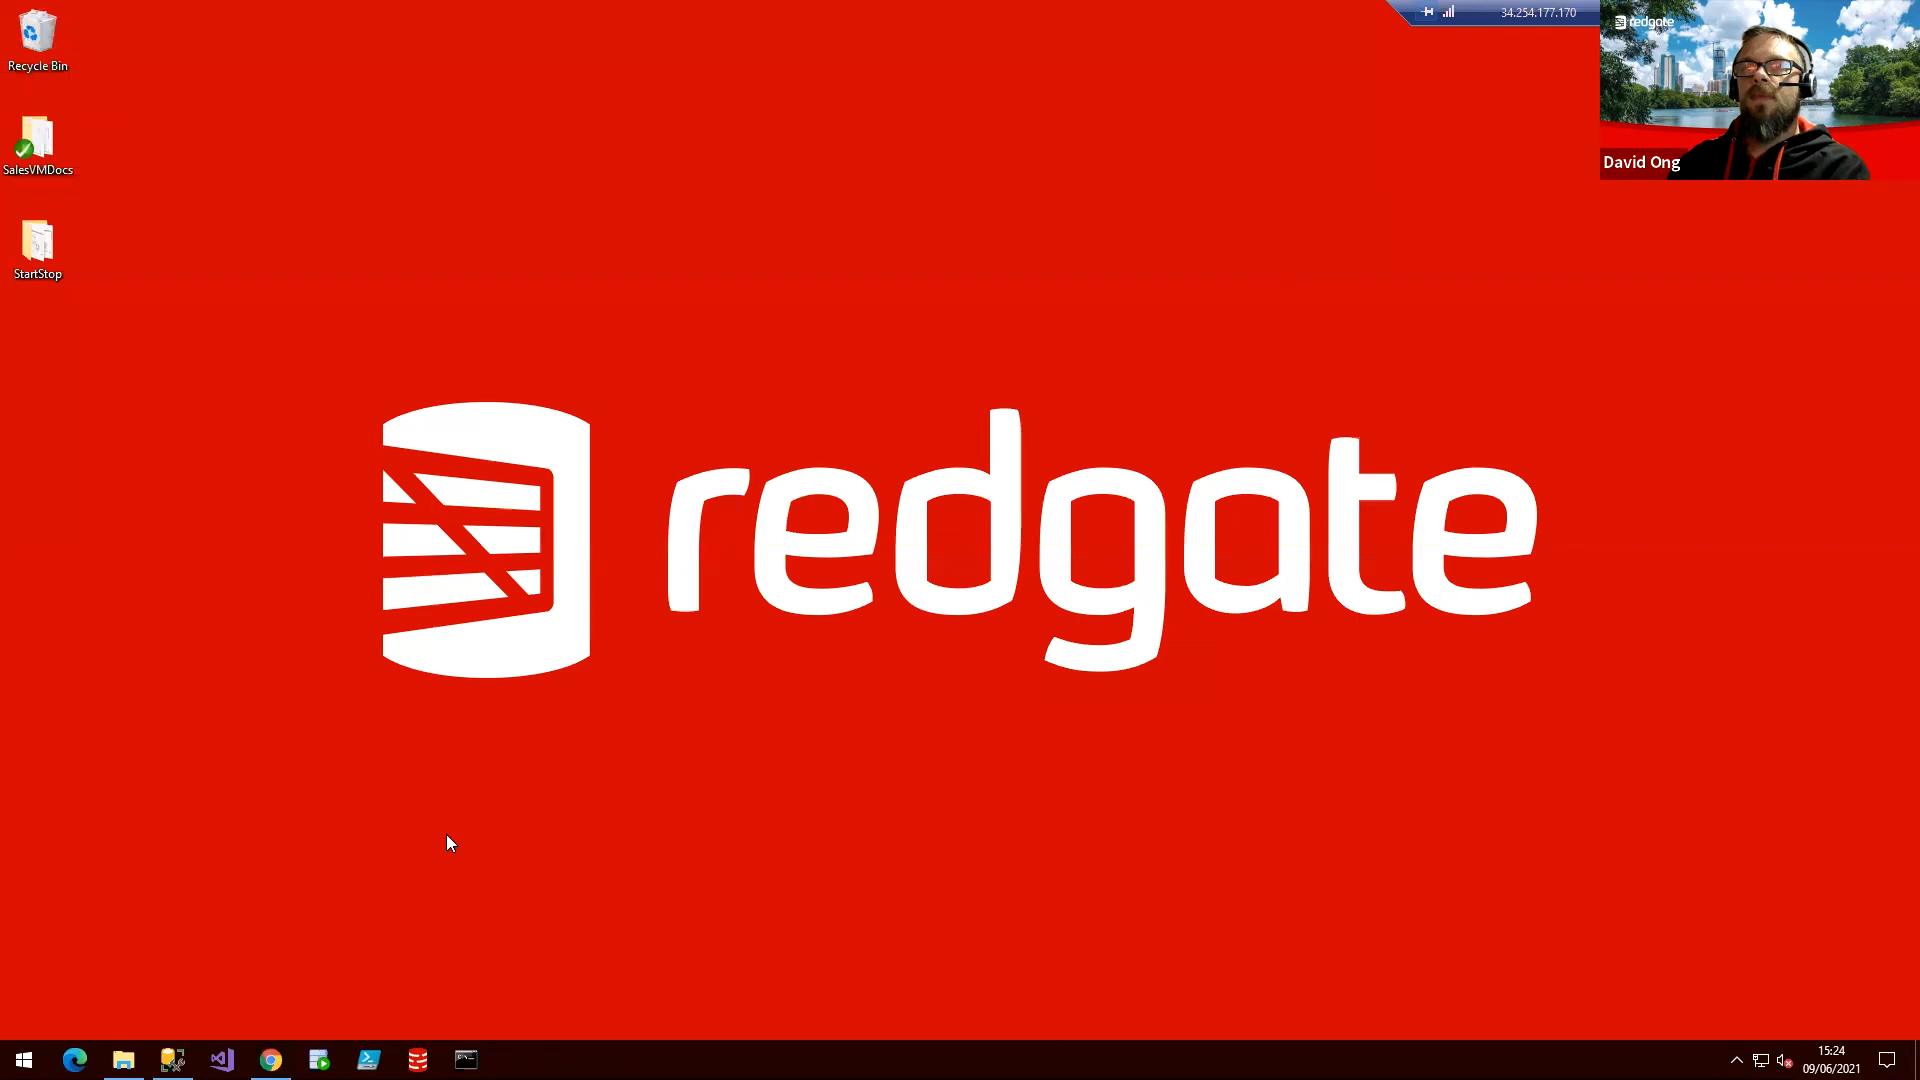 Recycle Bin
SalesVMDocs
StartStop
34.254.177.170
redgate
David Ong
redgate
15:24
09/06/2021